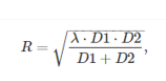 R = √(λ · D1 · D2 / D1 + D2),